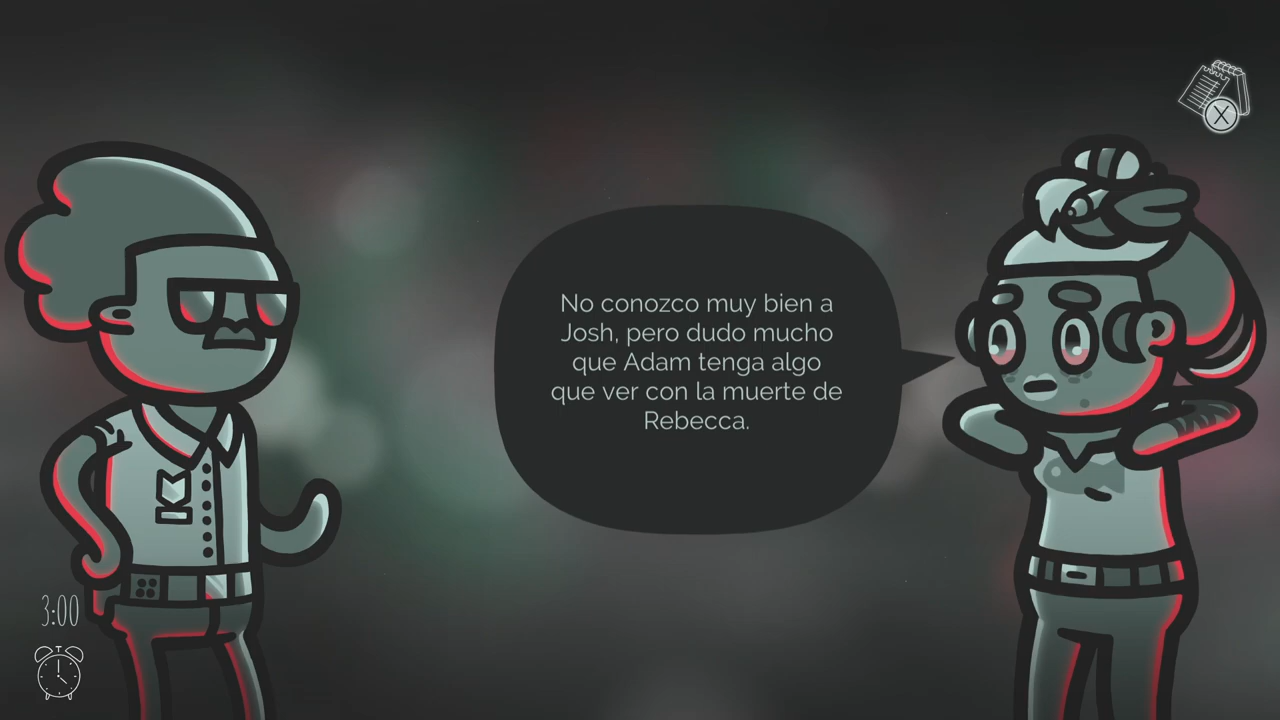 X
No conozco muy bien a
Josh, pero dudo mucho
que Adam tenga algo
que ver con la muerte de
Rebecca.
3:00